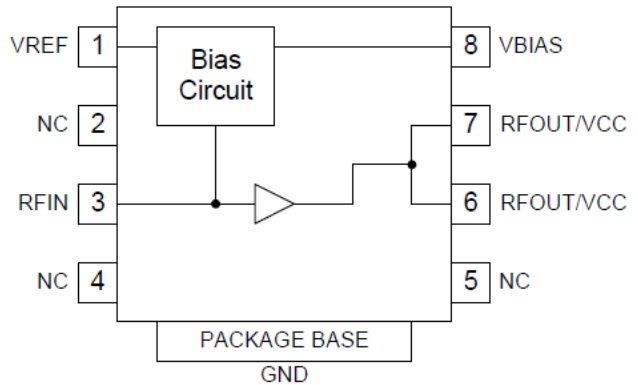 VREF 1 Bias Circuit 8 VBIAS
NC 2 7 RFOUT/VCC
RFIN 3 6 RFOUT/VCC
NC 4 5 NC
PACKAGE BASE
GND